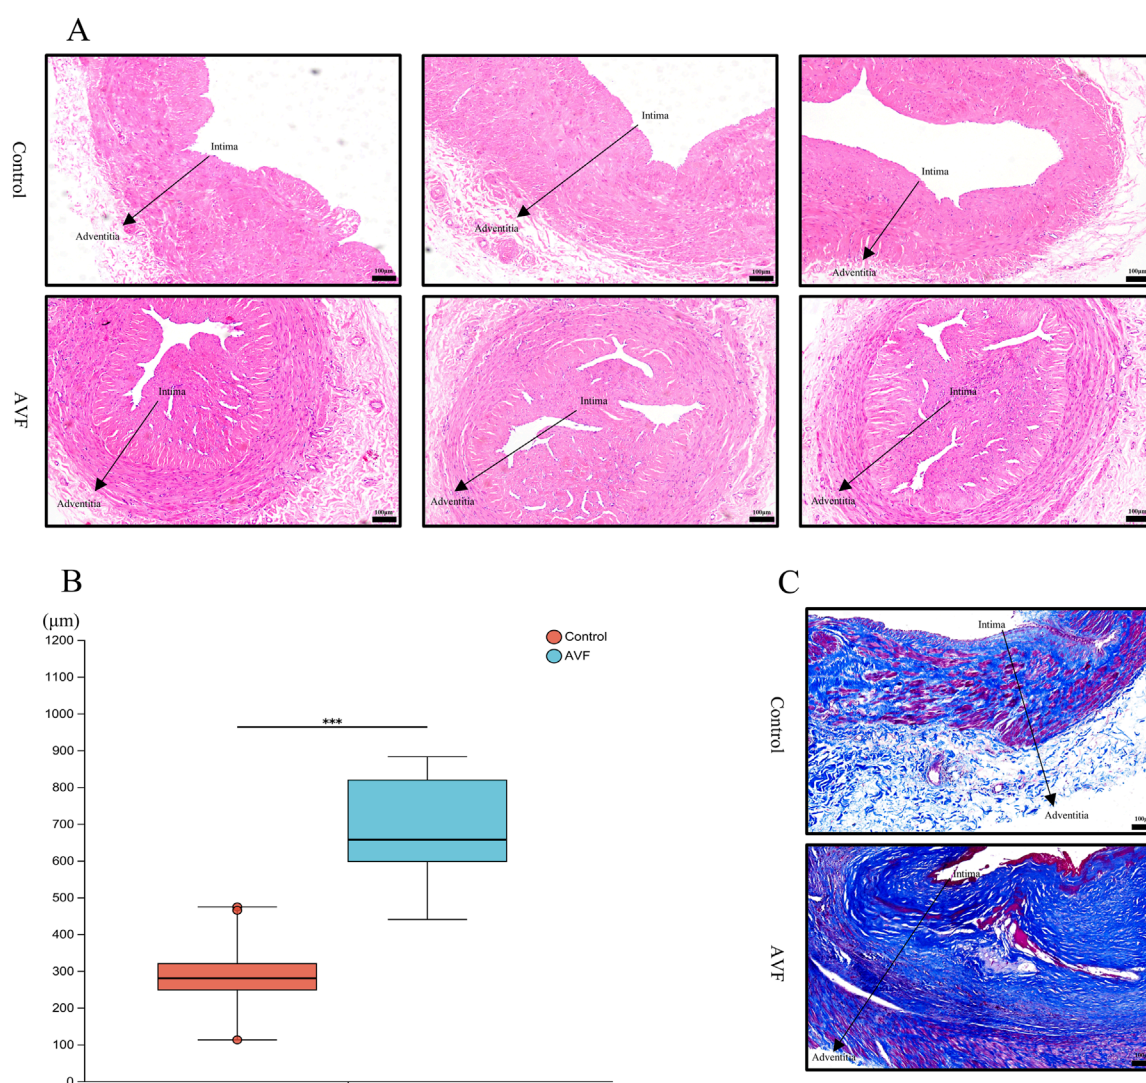 A
Control
Intima
Adventitia
100μm
Intima
Adventitia
100μm
Intima
Adventitia
100μm
AVF
Intima
Adventitia
100μm
Intima
Adventitia
100μm
Intima
Adventitia
100μm
B
(μm)
1200
1100
1000
900
800
700
600
500
400
300
200
100
0
Control
AVF
***
C
Control
Intima
Adventitia
AVF
Intima
Adventitia